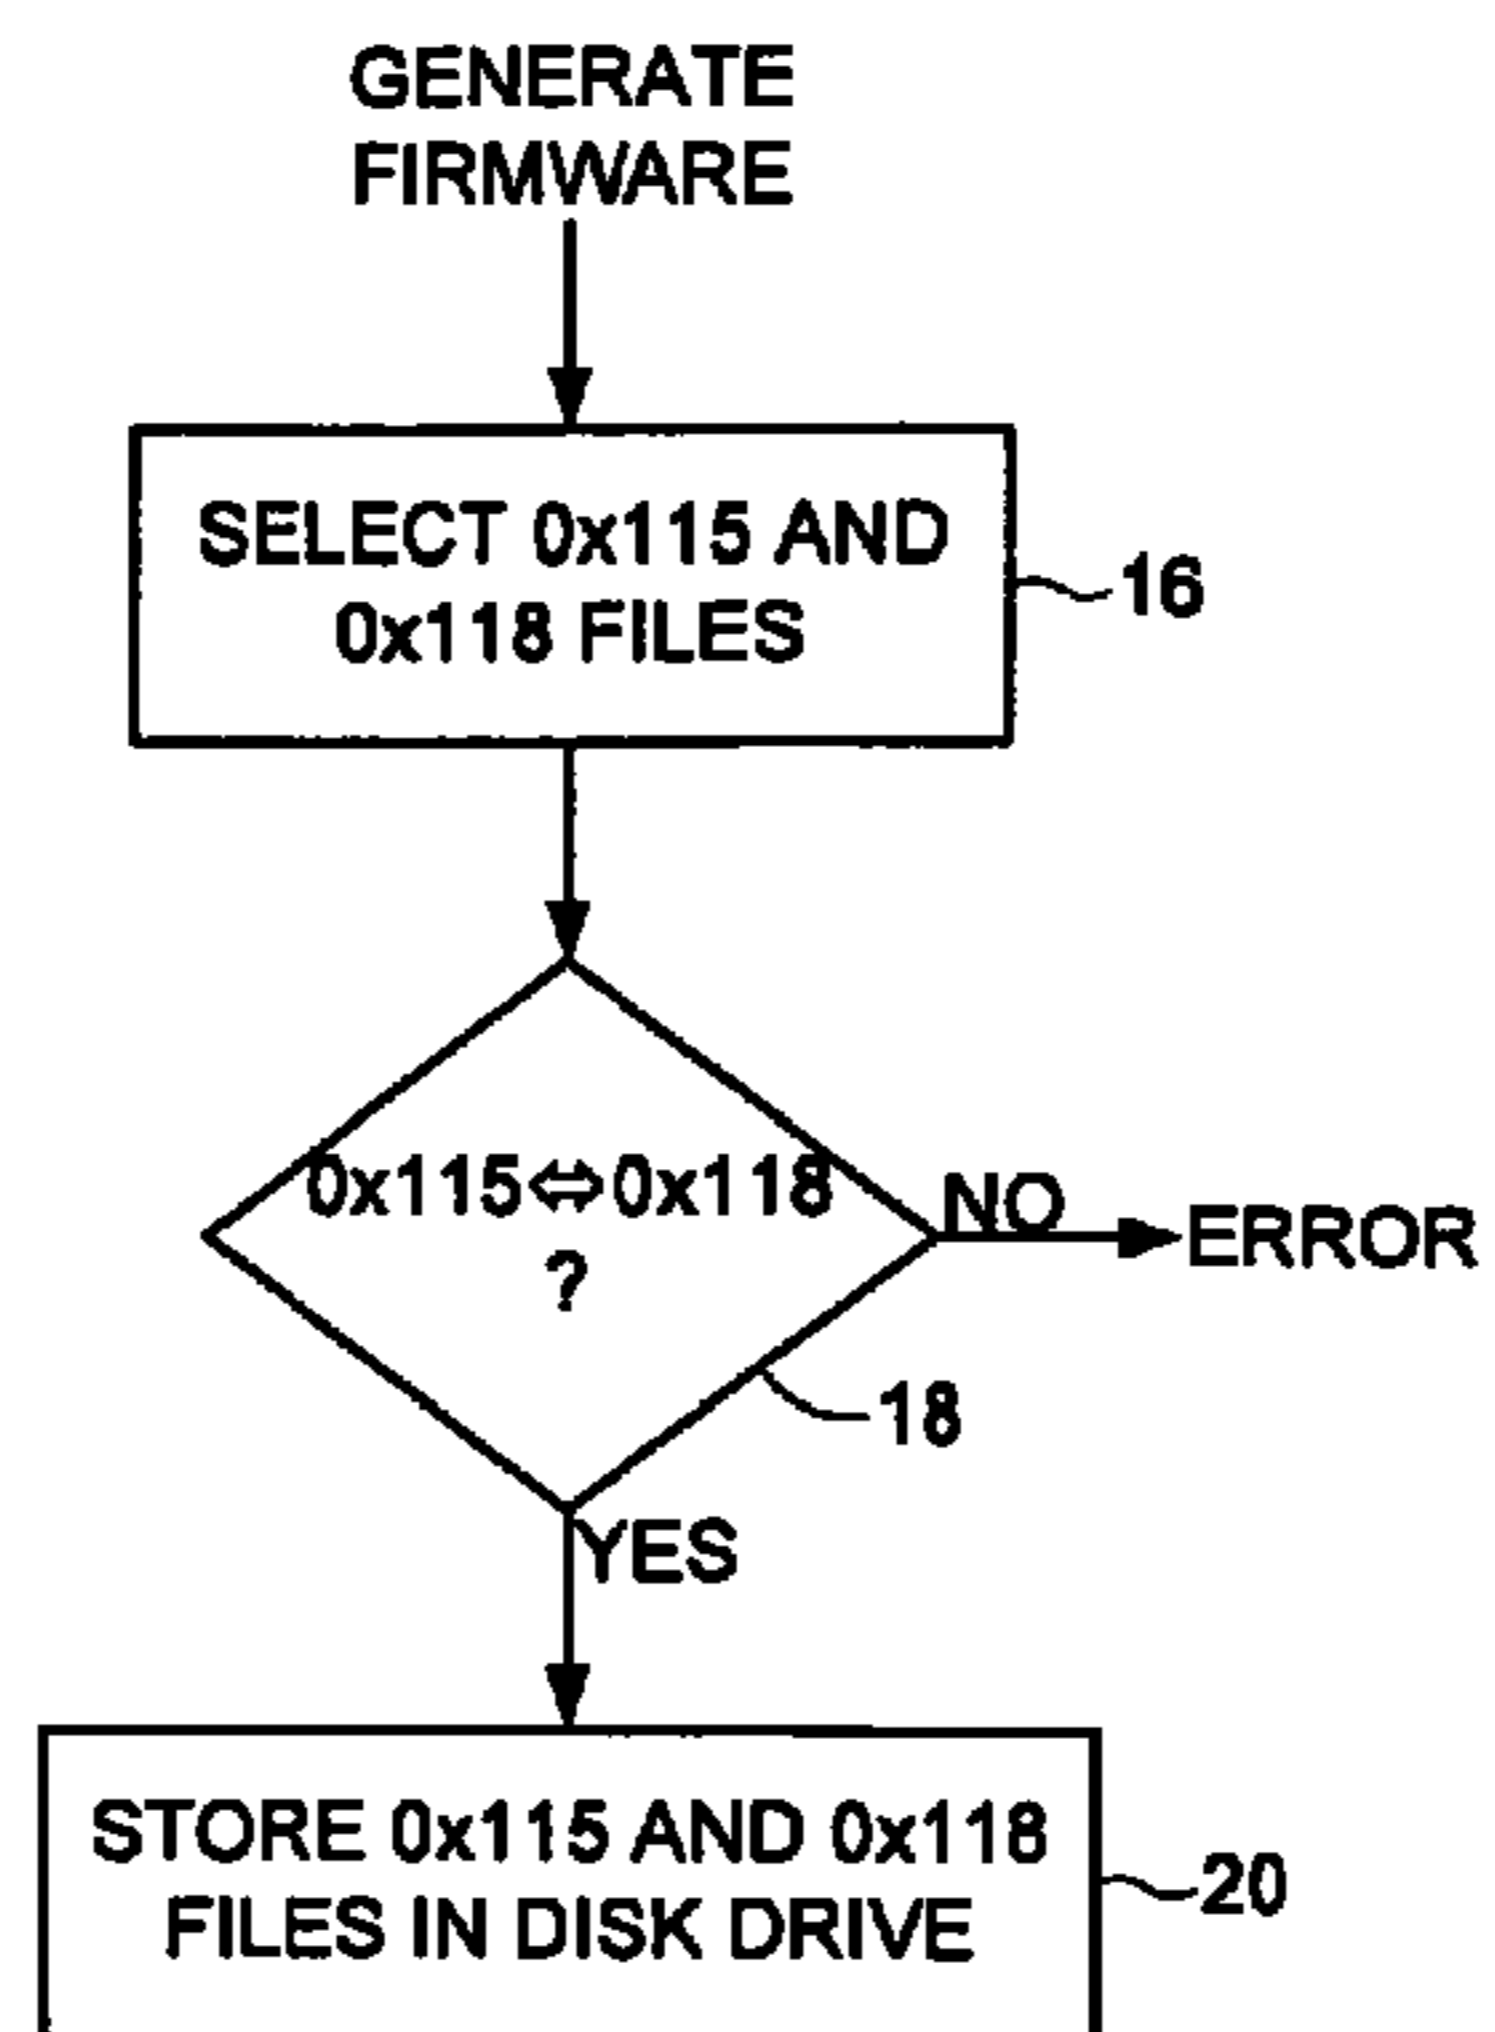 GENERATE
FIRMWARE
SELECT 0x115 AND
0x118 FILES
16
0x115⇔0x118
?
NO
ERROR
18
YES
STORE 0x115 AND 0x118
FILES IN DISK DRIVE
20